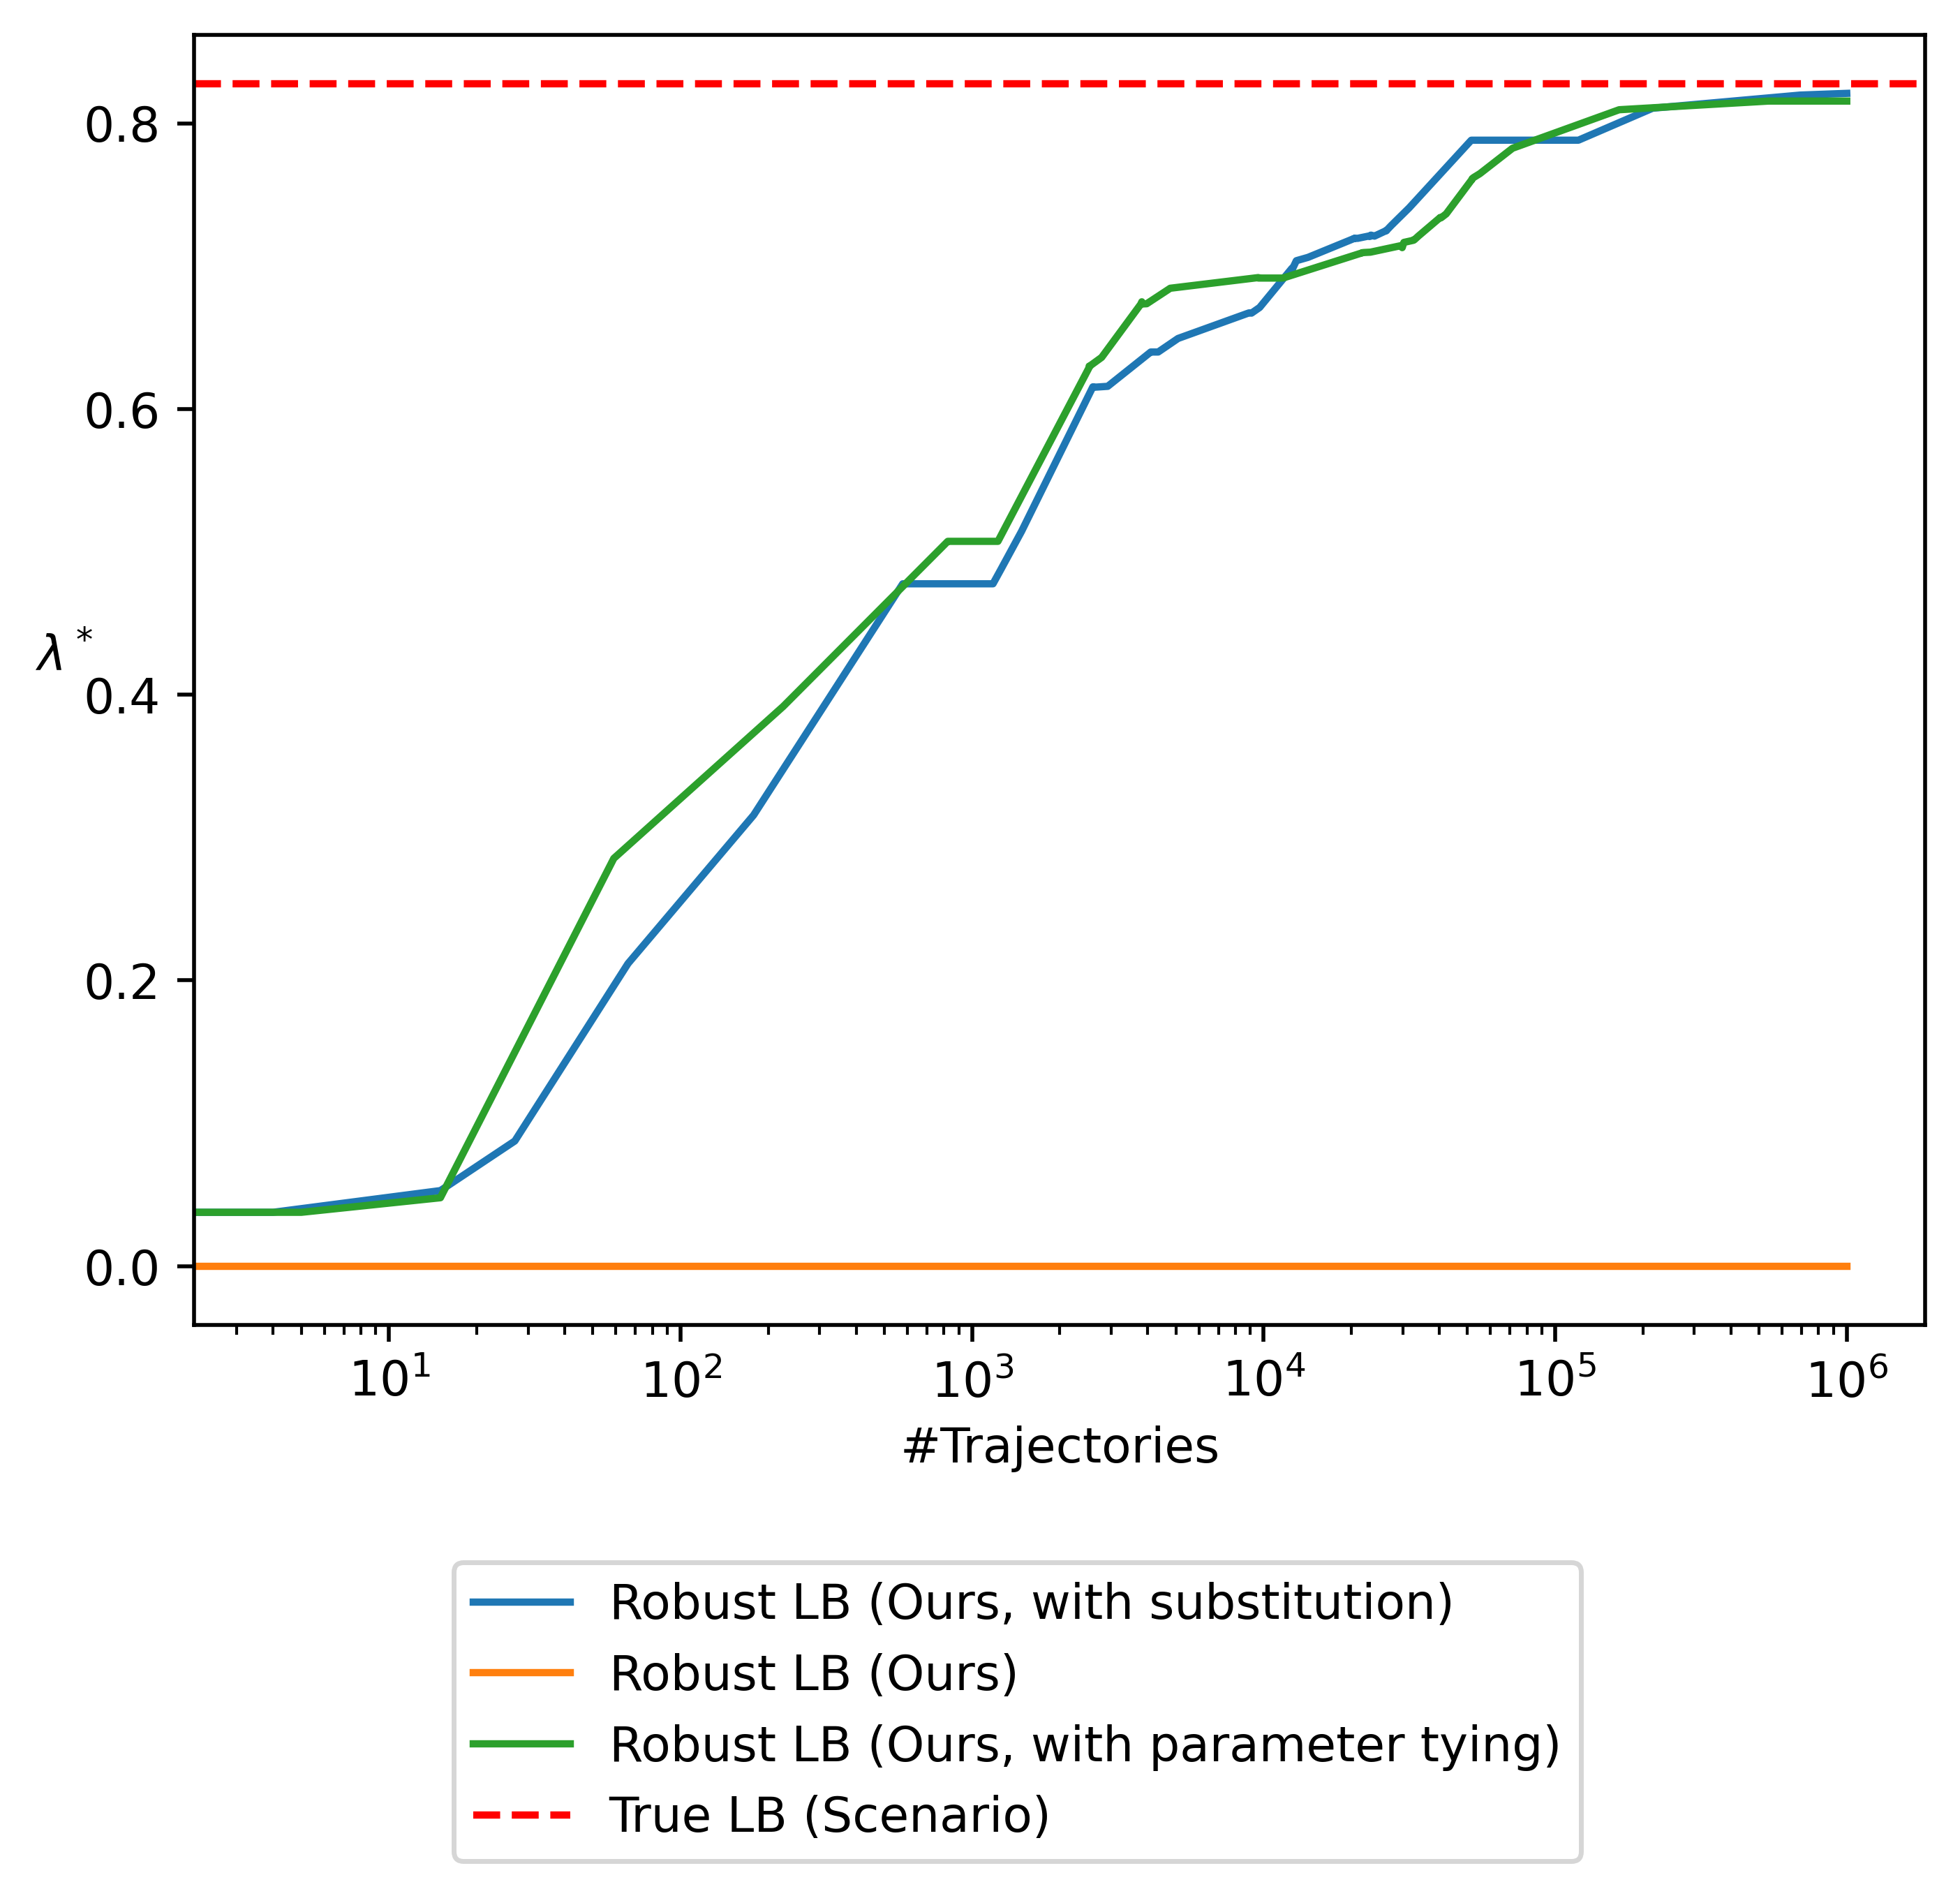 0.8
0.6
λ*
0.4
0.2
0.0
10¹ 10² 10³ 10⁴ 10⁵ 10⁶
#Trajectories
Robust LB (Ours, with substitution)
Robust LB (Ours)
Robust LB (Ours, with parameter tying)
True LB (Scenario)